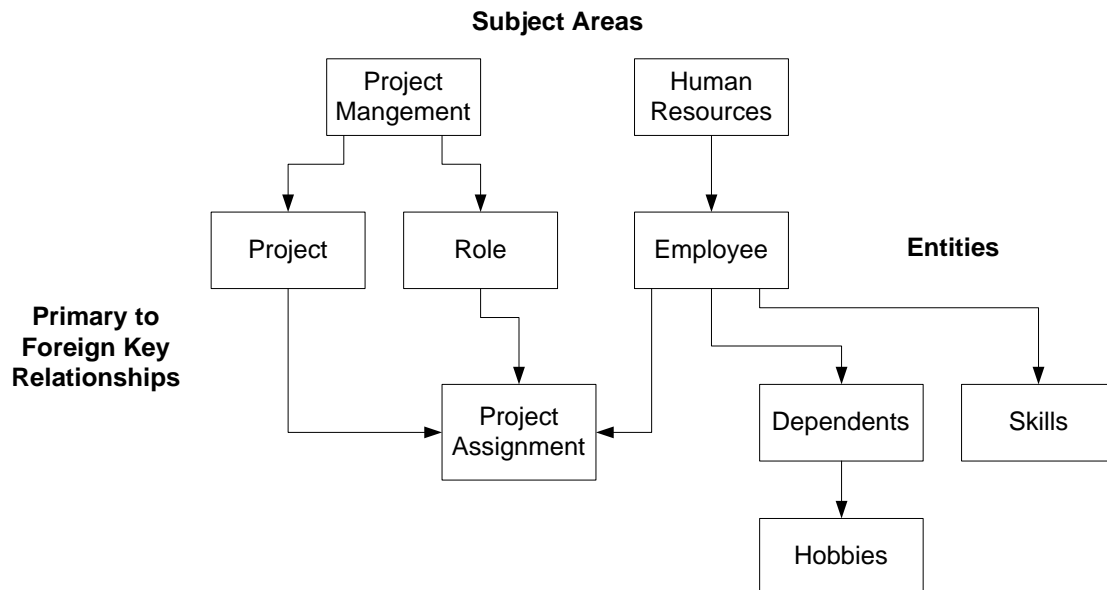 Subject Areas
Project
Mangement
Human
Resources
Project
Role
Employee
Entities
Primary to
Foreign Key
Relationships
Project
Assignment
Dependents
Skills
Hobbies